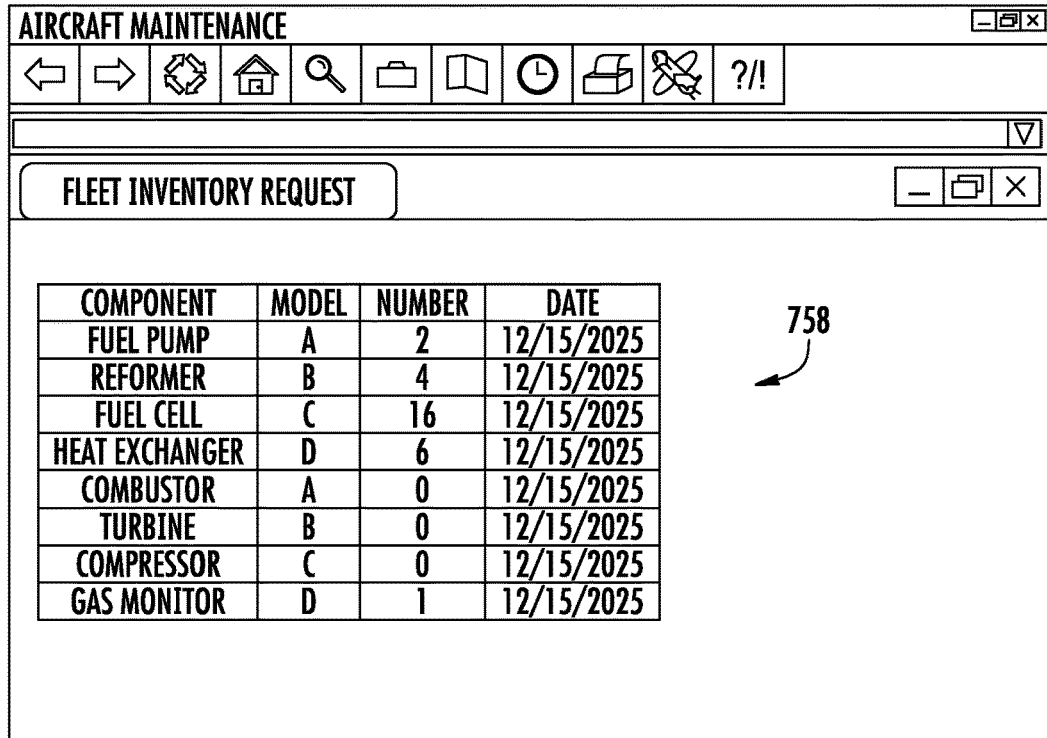 AIRCRAFT MAINTENANCE
?/!
FLEET INVENTORY REQUEST
COMPONENT MODEL NUMBER DATE
FUEL PUMP A 2 12/15/2025
REFORMER B 4 12/15/2025
FUEL CELL C 16 12/15/2025
HEAT EXCHANGER D 6 12/15/2025
COMBUSTOR A 0 12/15/2025
TURBINE B 0 12/15/2025
COMPRESSOR C 0 12/15/2025
GAS MONITOR D 1 12/15/2025
758